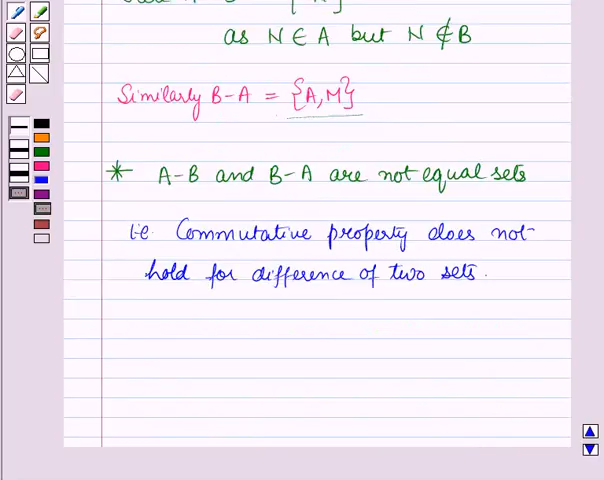 as N ∈ A but N ∉ B
Similarly B-A = {A, M}
* A-B and B-A are not equal sets
i.e. Commutative property does not
hold for difference of two sets.